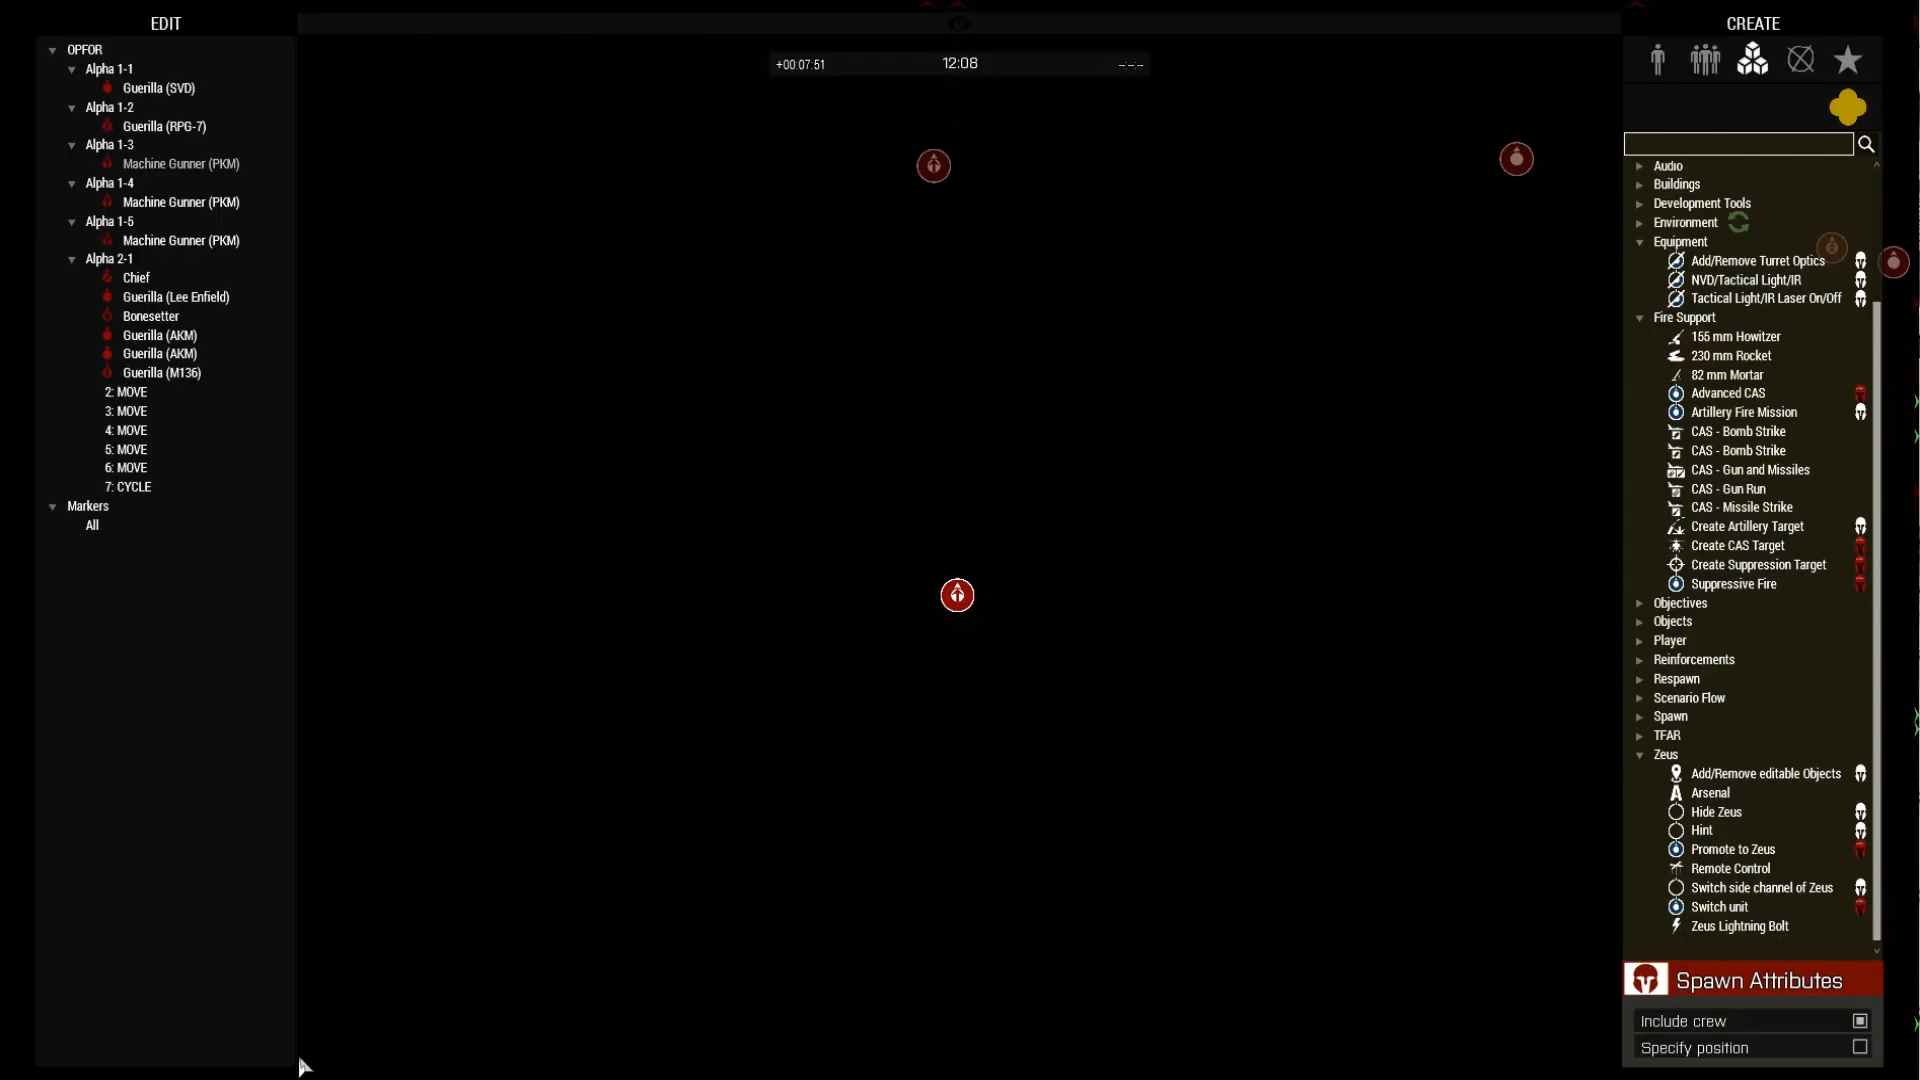 EDIT
OPFOR
Alpha 1-1
Guerilla (SVD)
Alpha 1-2
Guerilla (RPG-7)
Alpha 1-3
Machine Gunner (PKM)
Alpha 1-4
Machine Gunner (PKM)
Alpha 1-5
Machine Gunner (PKM)
Alpha 2-1
Chief
Guerilla (Lee Enfield)
Bonesetter
Guerilla (AKM)
Guerilla (AKM)
Guerilla (M136)
2: MOVE
3: MOVE
4: MOVE
5: MOVE
6: MOVE
7: CYCLE
Markers
All
+00:07:51 12:08 --:--:--
CREATE
Audio
Buildings
Development Tools
Environment
Equipment
Add/Remove Turret Optics
NVD/Tactical Light/IR
Tactical Light/IR Laser On/Off
Fire Support
155 mm Howitzer
230 mm Rocket
82 mm Mortar
Advanced CAS
Artillery Fire Mission
CAS - Bomb Strike
CAS - Bomb Strike
CAS - Gun and Missiles
CAS - Gun Run
CAS - Missile Strike
Create Artillery Target
Create CAS Target
Create Suppression Target
Suppressive Fire
Objectives
Objects
Player
Reinforcements
Respawn
Scenario Flow
Spawn
TFAR
Zeus
Add/Remove editable Objects
Arsenal
Hide Zeus
Hint
Promote to Zeus
Remote Control
Switch side channel of Zeus
Switch unit
Zeus Lightning Bolt
Spawn Attributes
Include crew
Specify position